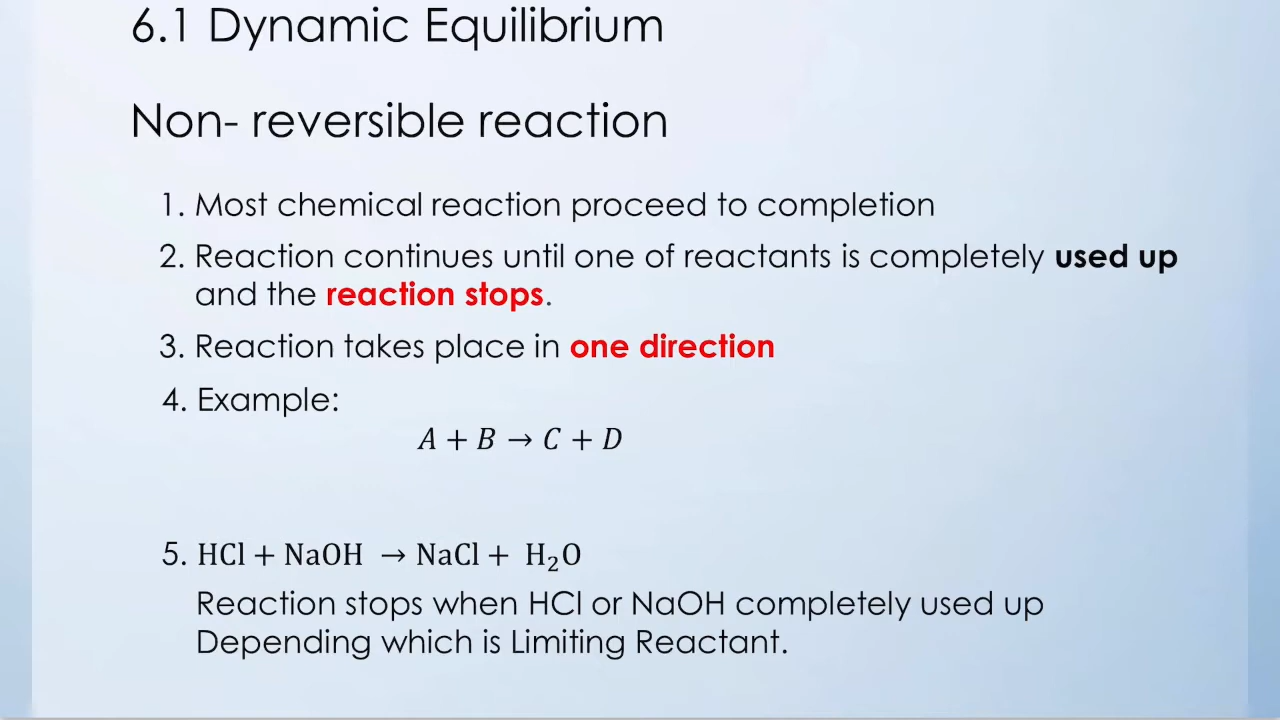 6.1 Dynamic Equilibrium
Non- reversible reaction
1. Most chemical reaction proceed to completion
2. Reaction continues until one of reactants is completely used up
and the reaction stops.
3. Reaction takes place in one direction
4. Example:
A + B → C + D
5. HCl + NaOH → NaCl + H₂O
Reaction stops when HCl or NaOH completely used up
Depending which is Limiting Reactant.